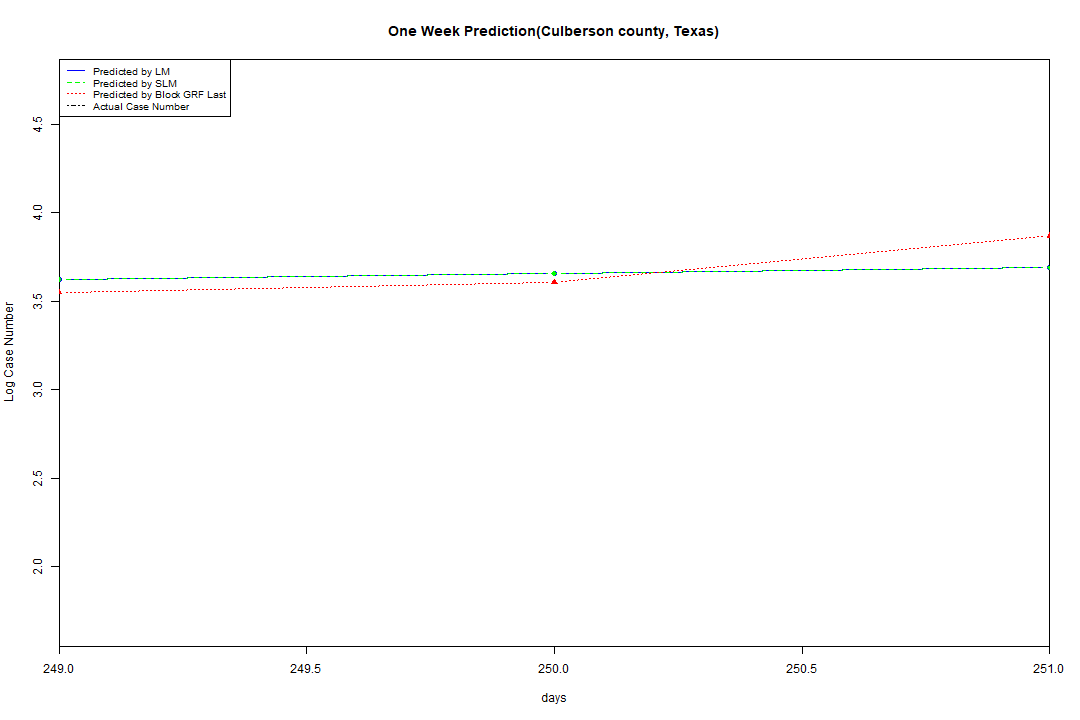 One Week Prediction(Culberson county, Texas)
Predicted by LM
Predicted by SLM
Predicted by Block GRF Last
Actual Case Number
Log Case Number
4.5
4.0
3.5
3.0
2.5
2.0
249.0 249.5 250.0 250.5 251.0
days